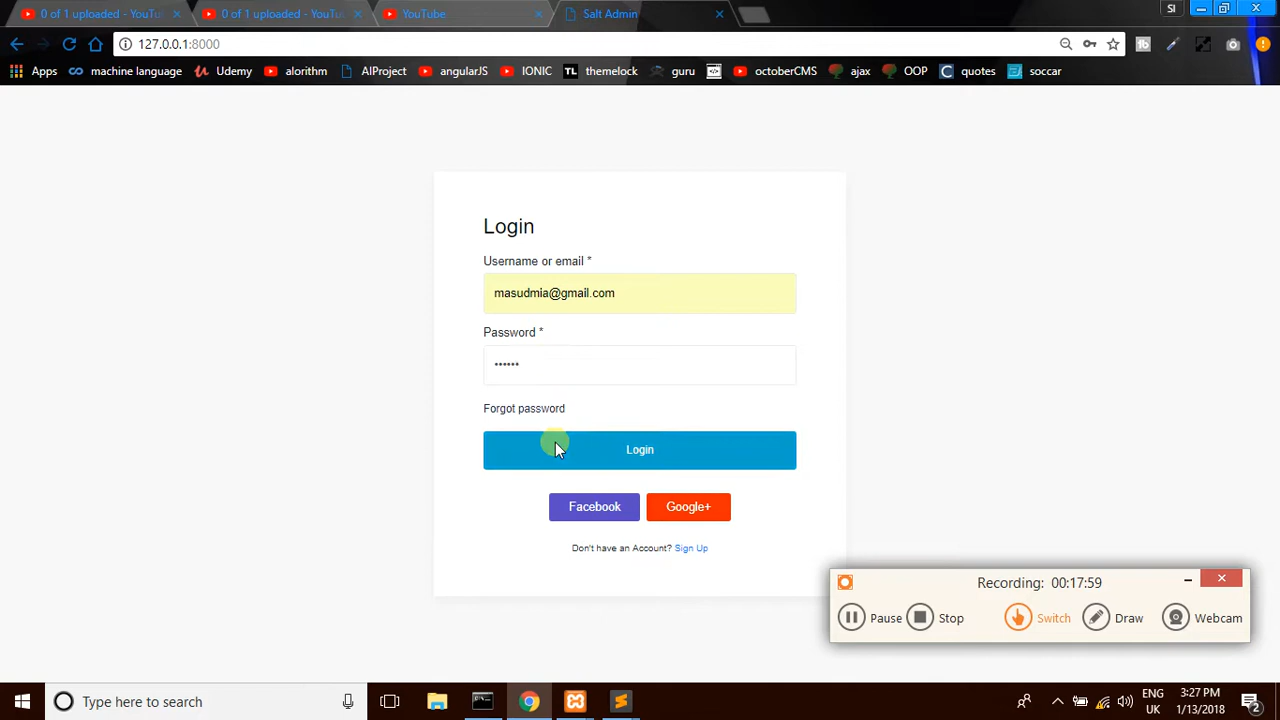 0 of 1 uploaded - YouTu
0 of 1 uploaded - YouTu
YouTube
Salt Admin
SI
127.0.0.1:8000
Apps
machine language
Udemy
alorithm
AIProject
angularJS
IONIC
TL themelock
guru
octoberCMS
ajax
OOP
quotes
soccar
Login
Username or email *
masudmia@gmail.com
Password *
••••••
Forgot password
Login
Facebook
Google+
Don't have an Account? Sign Up
Recording: 00:17:59
Pause
Stop
Switch
Draw
Webcam
Type here to search
ENG
UK
3:27 PM
1/13/2018
2